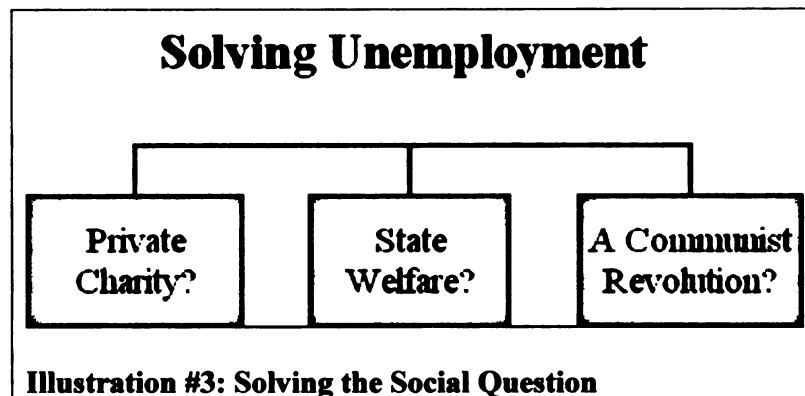 Solving Unemployment
Private
Charity?
State
Welfare?
A Communist
Revolution?
Illustration #3: Solving the Social Question